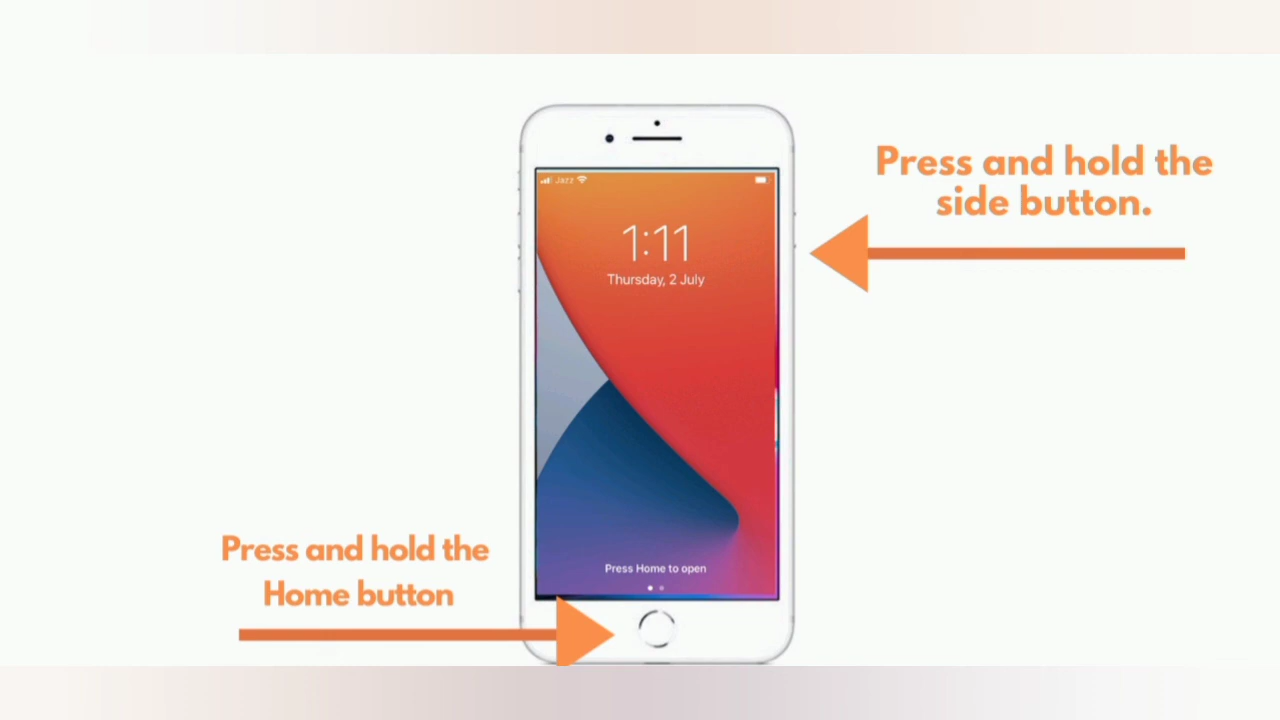 Press and hold the
side button.
Jazz
1:11
Thursday, 2 July
Press and hold the
Home button
Press Home to open